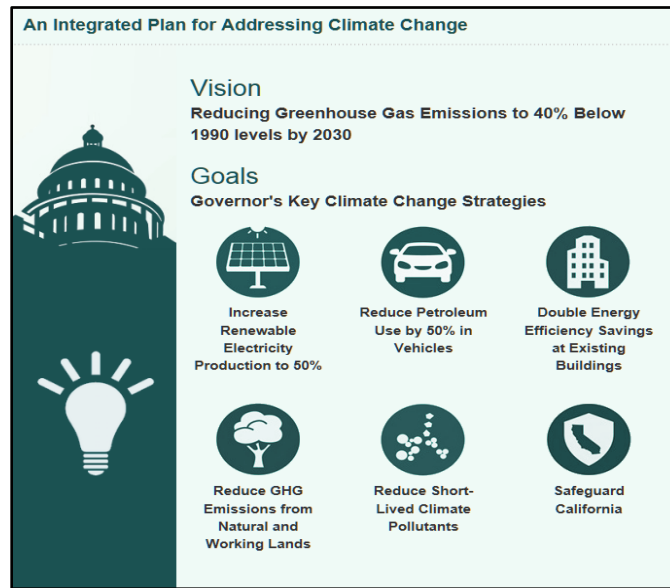 An Integrated Plan for Addressing Climate Change
Vision
Reducing Greenhouse Gas Emissions to 40% Below
1990 levels by 2030
Goals
Governor's Key Climate Change Strategies
Increase
Renewable
Electricity
Production to 50%
Reduce Petroleum
Use by 50% in
Vehicles
Double Energy
Efficiency Savings
at Existing
Buildings
Reduce GHG
Emissions from
Natural and
Working Lands
Reduce Short-
Lived Climate
Pollutants
Safeguard
California